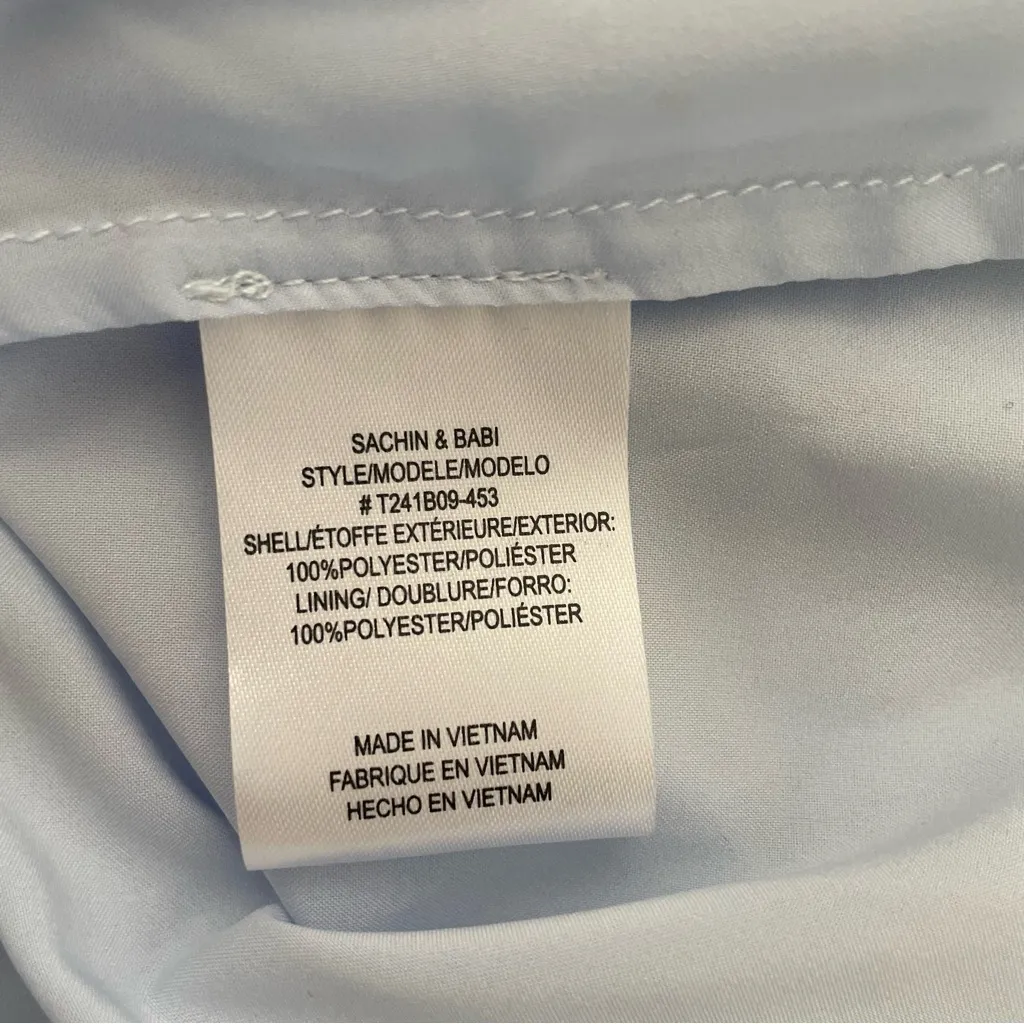 SACHIN & BABI
STYLE/MODELE/MODELO
# T241B09-453
SHELL/ÉTOFFE EXTÉRIEURE/EXTERIOR:
100%POLYESTER/POLIÉSTER
LINING/ DOUBLURE/FORRO:
100%POLYESTER/POLIÉSTER
MADE IN VIETNAM
FABRIQUE EN VIETNAM
HECHO EN VIETNAM